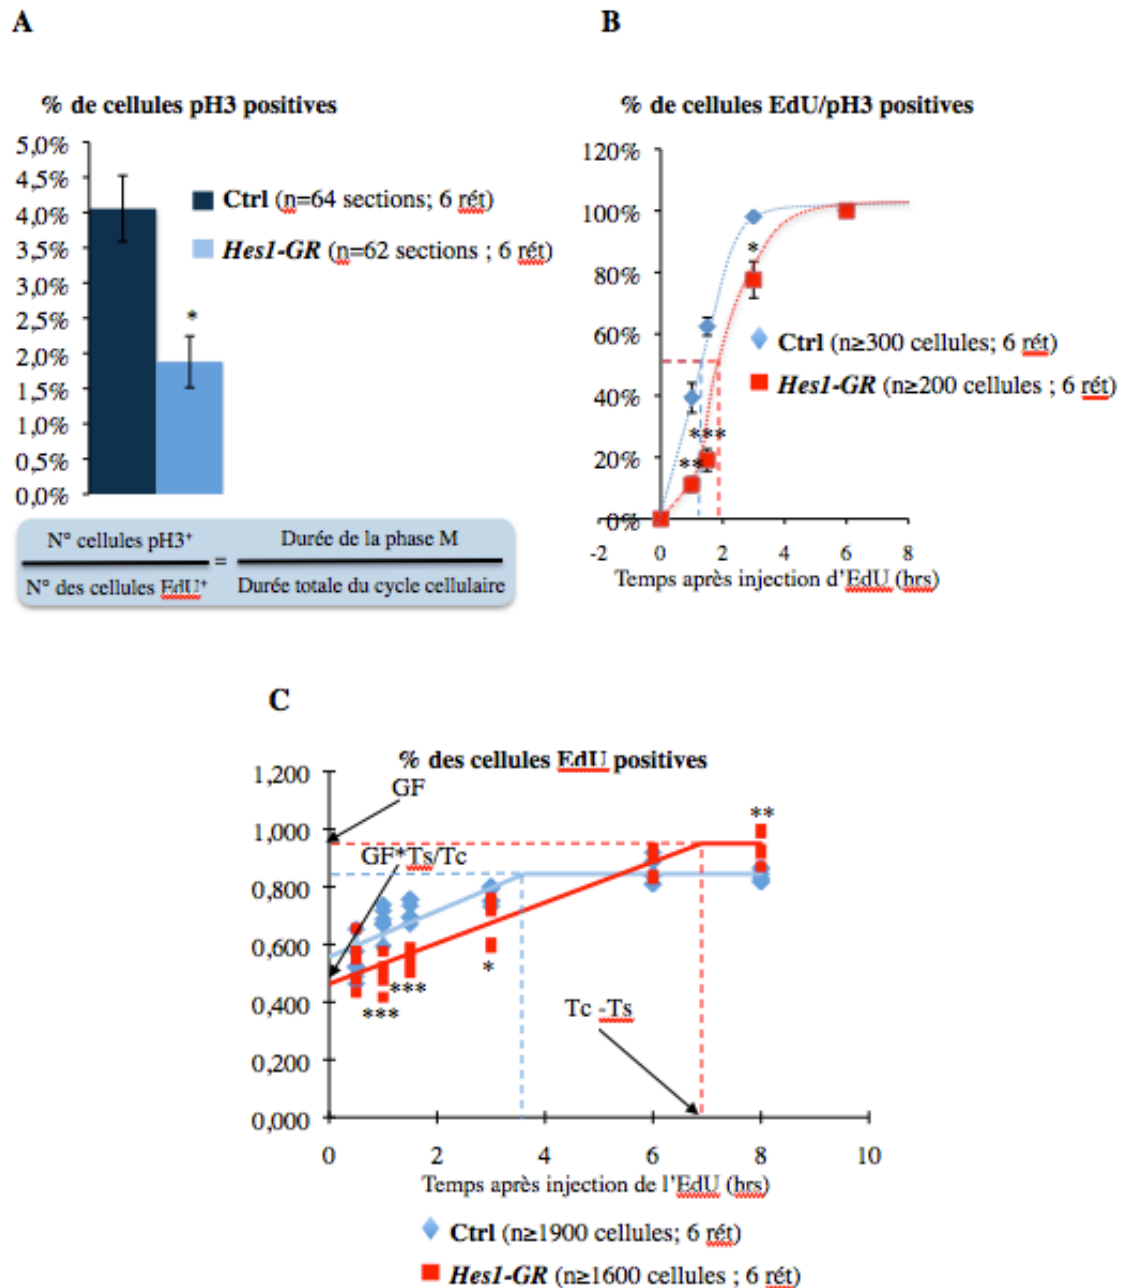 A
% de cellules pH3 positives
5,0%
4,5%
4,0%
3,5%
3,0%
2,5%
2,0%
1,5%
1,0%
0,5%
0,0%
*
Ctrl (n=64 sections; 6 rét)
Hes1-GR (n=62 sections ; 6 rét)
N° cellules pH3⁺
N° des cellules EdU⁺
=
Durée de la phase M
Durée totale du cycle cellulaire
B
% de cellules EdU/pH3 positives
120%
100%
80%
60%
40%
20%
0%
*
***
**
Ctrl (n≥300 cellules; 6 rét)
Hes1-GR (n≥200 cellules ; 6 rét)
-2 0 2 4 6 8
Temps après injection d'EdU (hrs)
C
% des cellules EdU positives
1,200
1,000
0,800
0,600
0,400
0,200
0,000
GF
GF*Ts/Tc
**
*
***
***
Tc -Ts
0 2 4 6 8 10
Temps après injection de l'EdU (hrs)
Ctrl (n≥1900 cellules; 6 rét)
Hes1-GR (n≥1600 cellules ; 6 rét)